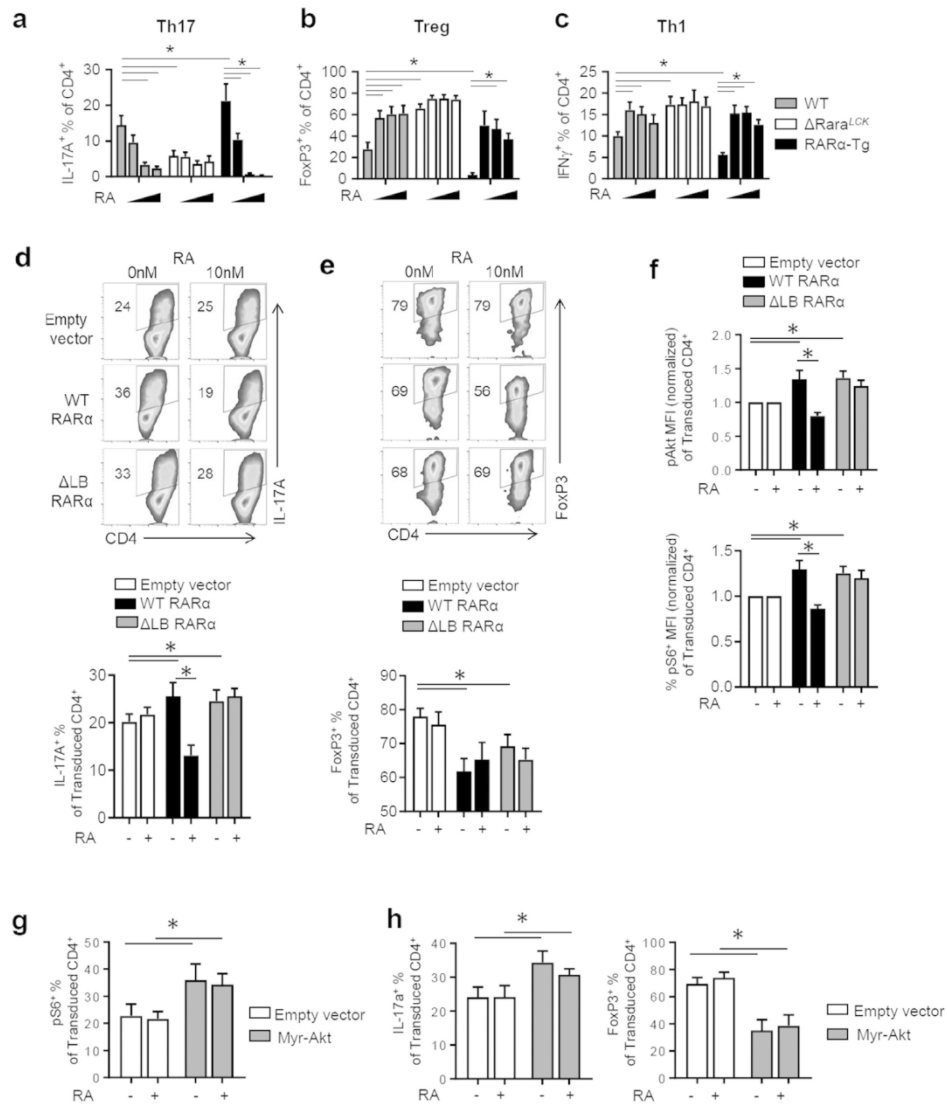 a
Th17
*
*
IL-17A⁺ % of CD4⁺
30
20
10
0
RA
b
Treg
*
*
FoxP3⁺ % of CD4⁺
100
80
60
40
20
0
RA
c
Th1
*
*
IFNγ⁺ % of CD4⁺
25
20
15
10
5
0
RA
WT
ΔRara^LCK
RARα-Tg
d
RA
0nM 10nM
Empty vector
24 25
WT RARα
36 19
ΔLB RARα
33 28
IL-17A
CD4
Empty vector
WT RARα
ΔLB RARα
*
*
IL-17A⁺ %
of Transduced CD4⁺
30
20
10
0
RA - + - + - +
e
RA
0nM 10nM
79 79
69 56
68 69
FoxP3
CD4
Empty vector
WT RARα
ΔLB RARα
*
FoxP3⁺ %
of Transduced CD4⁺
90
80
70
60
50
RA - + - + - +
f
Empty vector
WT RARα
ΔLB RARα
*
*
pAkt MFI (normalized)
of Transduced CD4⁺
2.0
1.5
1.0
0.5
0.0
RA - + - + - +
*
*
% pS6⁺ MFI (normalized)
of Transduced CD4⁺
2.0
1.5
1.0
0.5
0.0
RA - + - + - +
g
*
pS6⁺ %
of Transduced CD4⁺
50
40
30
20
10
0
RA - + - +
Empty vector
Myr-Akt
h
*
IL-17a⁺ %
of Transduced CD4⁺
40
30
20
10
0
RA - + - +
*
FoxP3⁺ %
of Transduced CD4⁺
100
80
60
40
20
0
RA - + - +
Empty vector
Myr-Akt